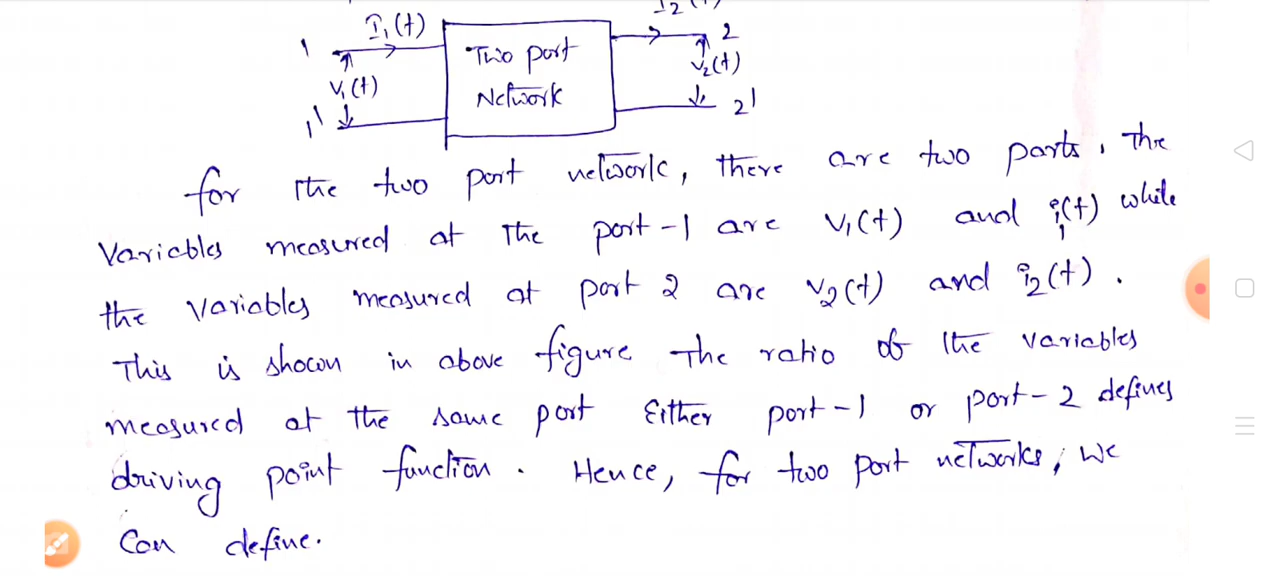 I₁(t)
1
Two port
2
V₁(t)
V₂(t)
Network
1'
2'
for the two port network, there are two ports, the
Variables measured at the port-1 are V₁(t) and i₁(t) while
the variables measured at port 2 are V₂(t) and i₂(t).
This is shown in above figure The ratio of the variables
measured at the same port Either port-1 or port-2 defines
driving point function. Hence, for two port networks, we
Can define.